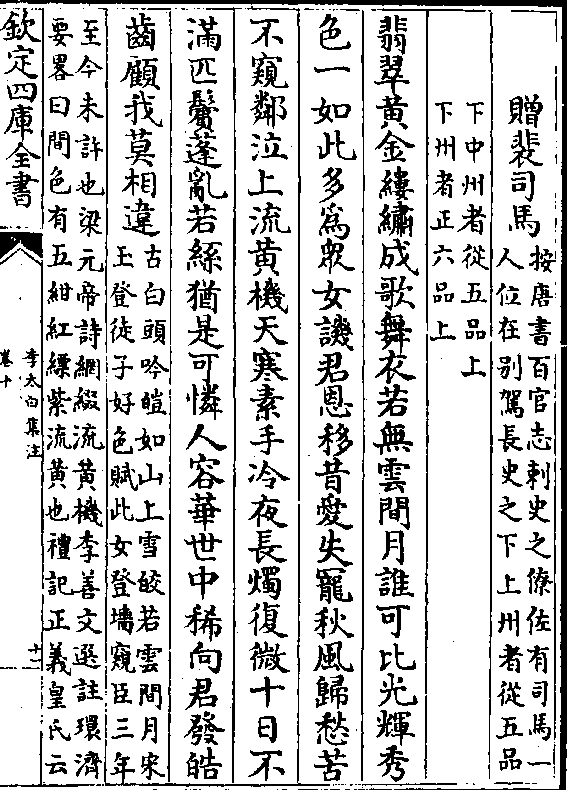 贈裴司馬 按唐書百官志刺史之僚佐有司馬一
人位在别駕長史之下上州者從五品
下中州者從五品上
下州者正六品上
翡翠黃金縷繡成歌舞衣若無雲間月誰可比光輝秀
色一如此多為眾女譏君恩移昔愛失寵秋風歸愁苦
不窺鄰泣上流黃機天寒素手冷夜長燭復微十日不
滿匹鬢蓬亂若絲猶是可憐人容華世中稀向君發皓
齒顧我莫相違 古白頭吟皚如山上雪皎若雲間月宋
玉登徒子好色賦此女登墻窺臣三年
至今未許也梁元帝詩網綴流黃機李善文選註環濟
要畧曰間色有五紺紅縹紫流黃也禮記正義皇氏云
欽定四庫全書
李太白集注
卷十
十一